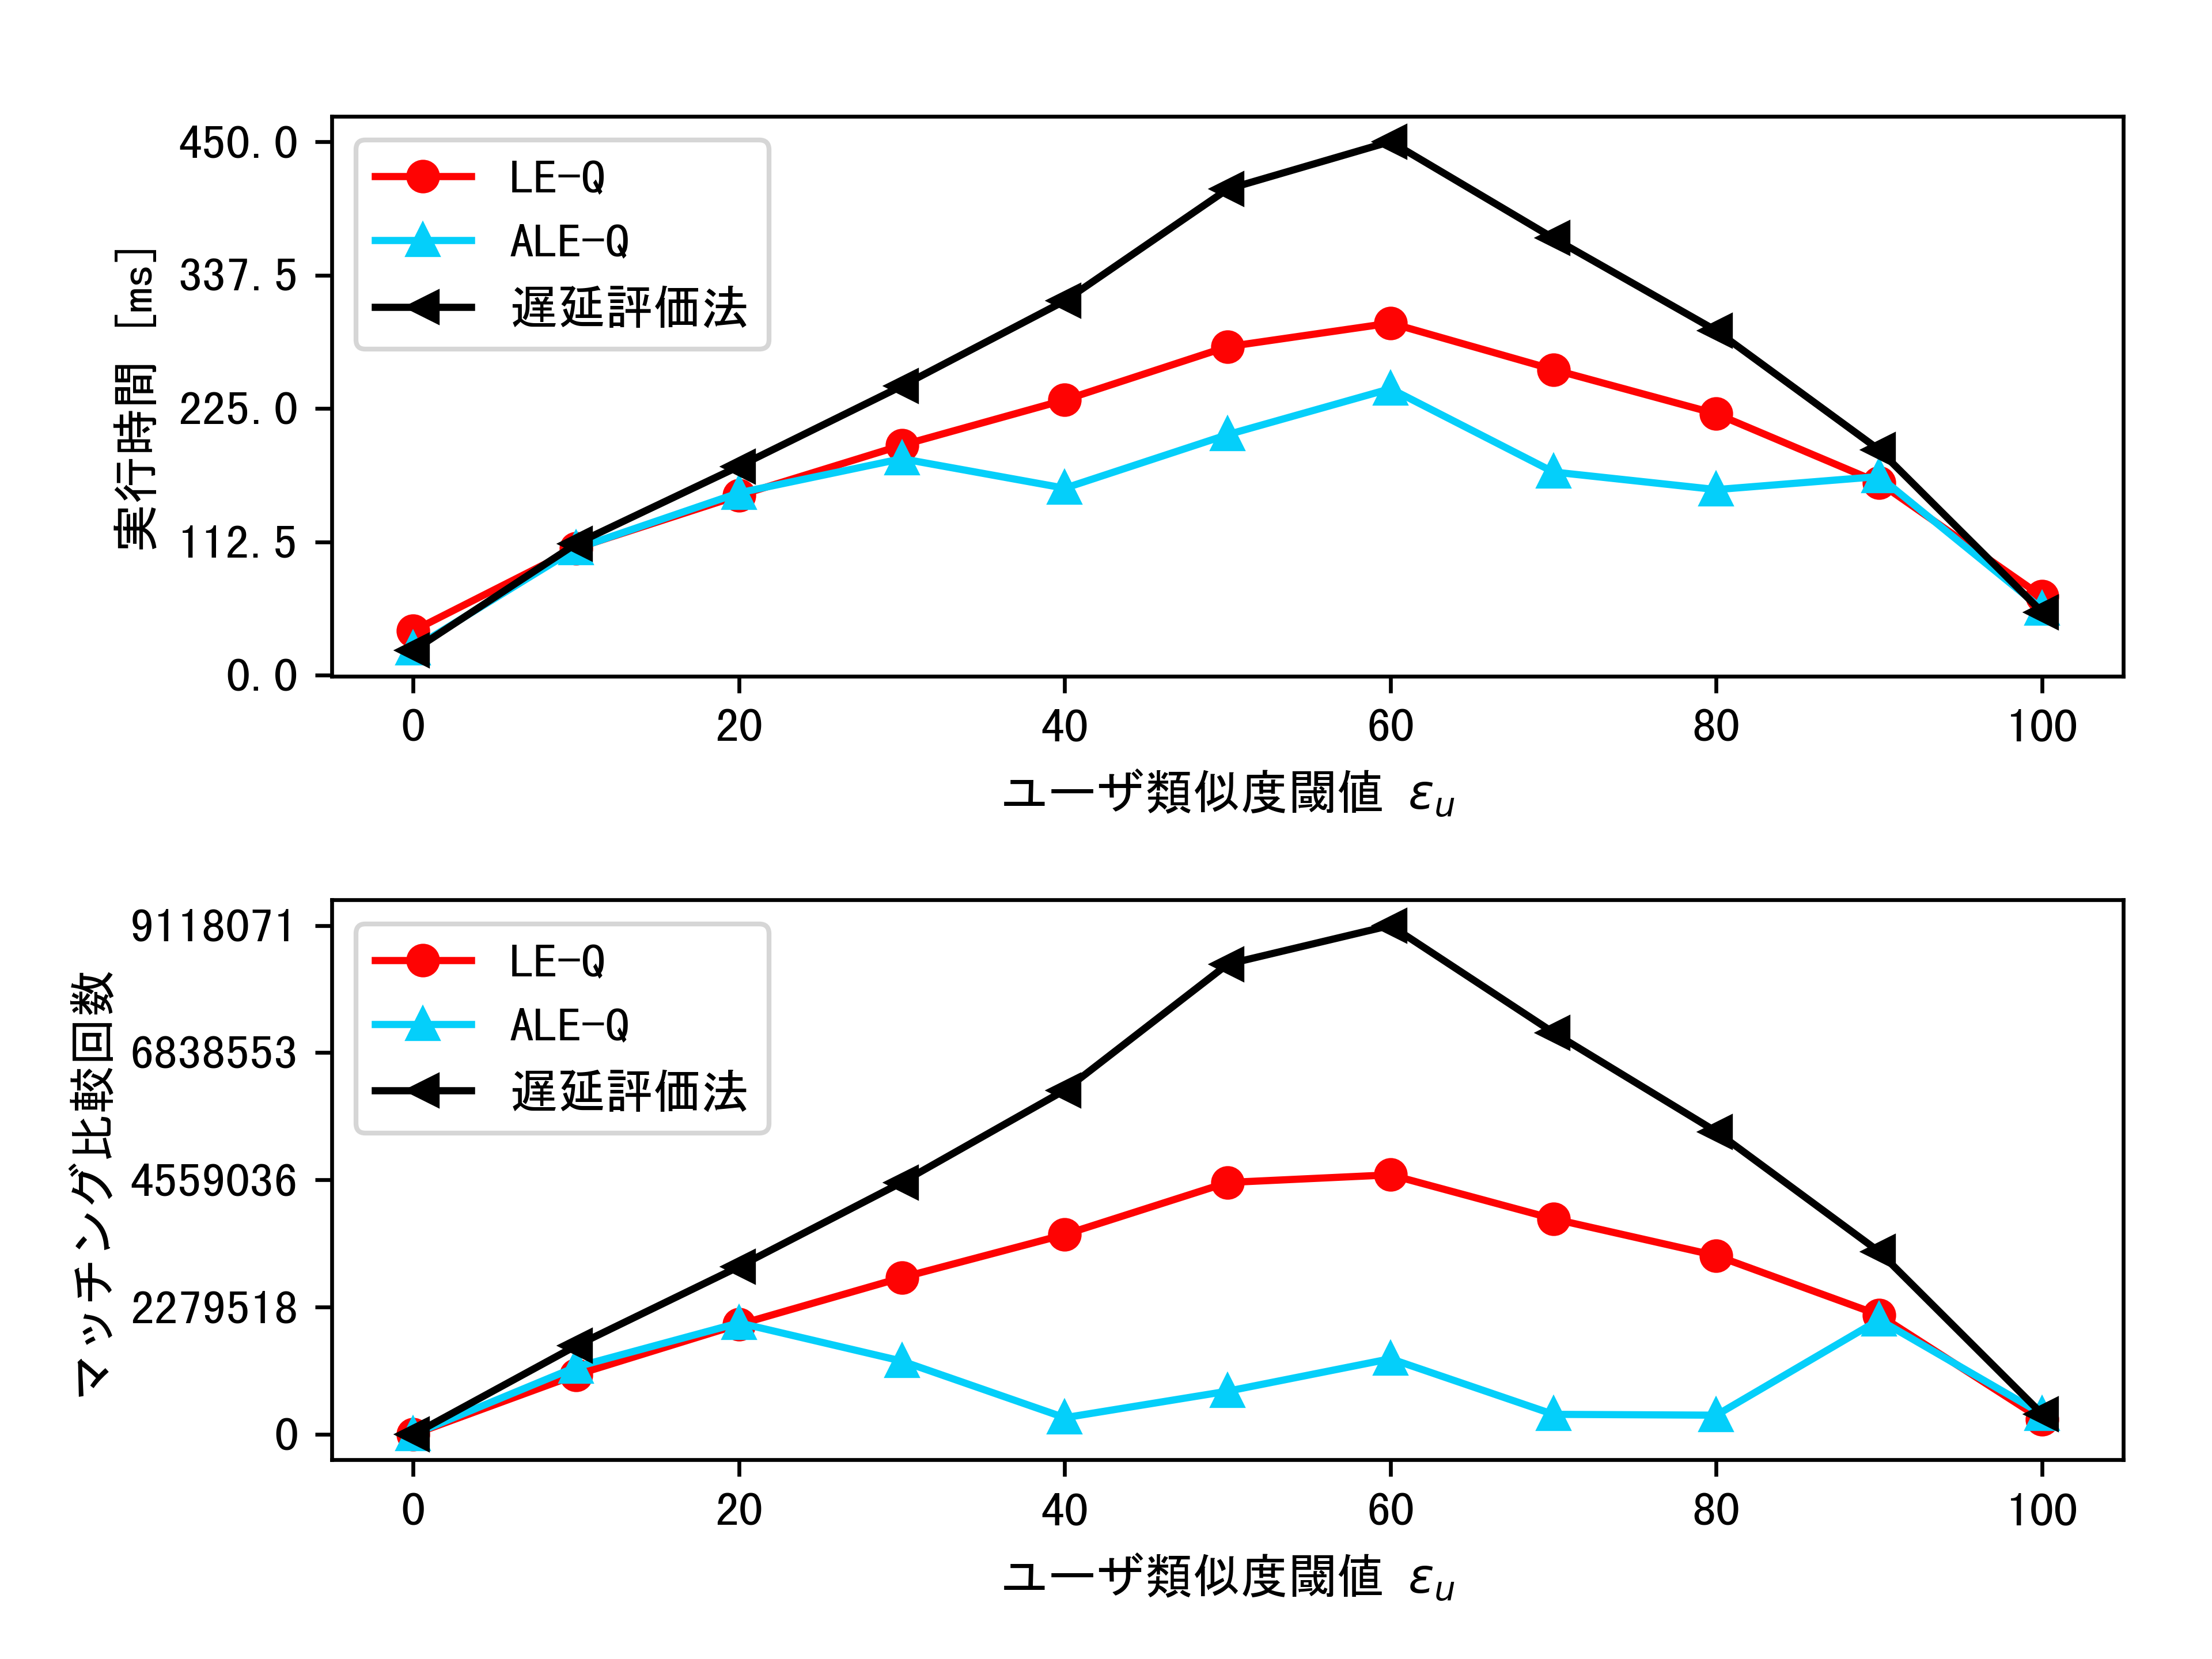 450.0
337.5
225.0
112.5
0.0
実行時間 [ms]
LE-Q
ALE-Q
遅延評価法
0 20 40 60 80 100
ユーザ類似度閾値 εu
9118071
6838553
4559036
2279518
0
マッチング比較回数
LE-Q
ALE-Q
遅延評価法
0 20 40 60 80 100
ユーザ類似度閾値 εu